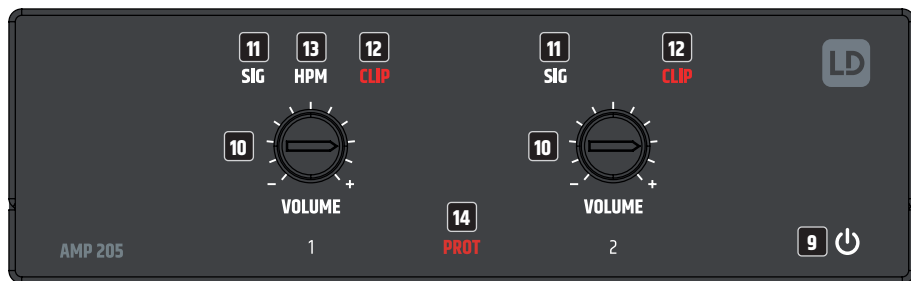 11 13 12 11 12
SIG HPM CLIP SIG CLIP
LD
10 10
− + − +
VOLUME VOLUME
14
PROT
9
AMP 205 1 2